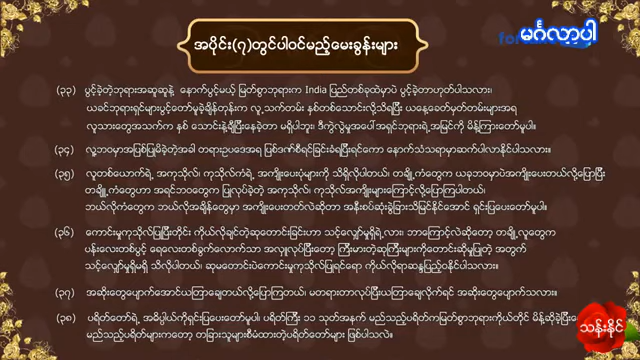 မင်္ဂလာပါ
အပိုင်း(၇)တွင်ပါဝင်မည့်မေးခွန်းများ
(၃၃) ပွင့်ခဲ့တဲ့ဘုရားအဆူဆူနဲ့ နောက်ပွင့်မယ့် မြတ်စွာဘုရားက India ပြည်တစ်ခုထဲမှာပဲ ပွင့်ခဲ့တာဟုတ်ပါသလား၊
ယခင်ဘုရားရှင်များပွင့်တော်မူခဲ့ချိန်တုန်းက လူ့သက်တမ်း နှစ်တစ်သောင်းလို့သိရပြီး ယနေ့ခေတ်မှတ်တမ်းများအရ
လူသားတွေအသက်က နှစ် သောင်းနဲ့ချီပြီးနေခဲ့တာ မရှိပါဘူး၊ ဒီကွဲလွဲမှုအပေါ်အရှင်ဘုရားရဲ့အမြင်ကို မိန့်ကြားတော်မူပါ။
(၃၄) လူ့ဘဝမှာအပြစ်ပြုမိခဲ့တဲ့အခါ တရားဥပဒေအရ ပြစ်ဒဏ်စီရင်ခြင်းခံရပြီးရင်ကော နောက်သံသရာမှာဆက်ပါလာနိုင်ပါသလား။
(၃၅) လူတစ်ယောက်ရဲ့ အကုသိုလ်၊ ကုသိုလ်ကံရဲ့ အကျိုးပေးပုံများကို သိရှိလိုပါတယ်၊ တချို့ကံတွေက ယခုဘဝမှာပဲအကျိုးပေးတယ်လို့ပြောပြီး
တချို့ကံတွေဟာ အရင်ဘဝတွေက ပြုလုပ်ခဲ့တဲ့ အကုသိုလ်၊ ကုသိုလ်အကျိုးများကြောင့်လို့ပြောကြပါတယ်၊
ဘယ်လိုကံတွေက ဘယ်လိုအချိန်တွေမှာ အကျိုးပေးတတ်လဲဆိုတာ အနီးစပ်ဆုံးခွဲခြားသိမြင်နိုင်အောင် ရှင်းပြပေးတော်မူပါ။
(၃၆) ကောင်းမှုကုသိုလ်ပြုပြီးတိုင်း ကိုယ်လိုချင်တဲ့ဆုတောင်းခြင်းဟာ သင့်လျှော်မှုရှိရဲ့လား၊ ဘာကြောင့်လဲဆိုတော့ တချို့လူတွေက
ပန်းလေးတစ်ပွင့် ရေလေးတစ်ခွက်လောက်သာ အလှူလုပ်ပြီးတော့ ကြီးမားတဲ့ဆုကြီးများကိုတောင်းဆိုမှုပြုတဲ့ အတွက်
သင့်လျှော်မှုရှိမရှိ သိလိုပါတယ်၊ ဆုမတောင်းပဲကောင်းမှုကုသိုလ်ပြုရင်ရော ကိုယ်လိုရာဆန္ဒပြည့်ဝနိုင်ပါသလား။
(၃၇) အဆိုးတွေပျောက်အောင်ယတြာချေတယ်လို့ပြောကြတယ်၊ မတရားတာလုပ်ပြီးယတြာချေလိုက်ရင် အဆိုးတွေပျောက်သလား။
(၃၈) ပရိတ်တော်ရဲ့ အဓိပ္ပါယ်ကိုရှင်းပြပေးတော်မူပါ၊ ပရိတ်ကြီး ၁၁ သုတ်အနက် မည်သည့်ပရိတ်ကမြတ်စွာဘုရားကိုယ်တိုင် မိန့်ဆိုခဲ့ပြီး
မည်သည့်ပရိတ်များကတော့ တခြားသူများစီမံထားတဲ့ပရိတ်တော်များ ဖြစ်ပါသလဲ။
သန်းနိုင်